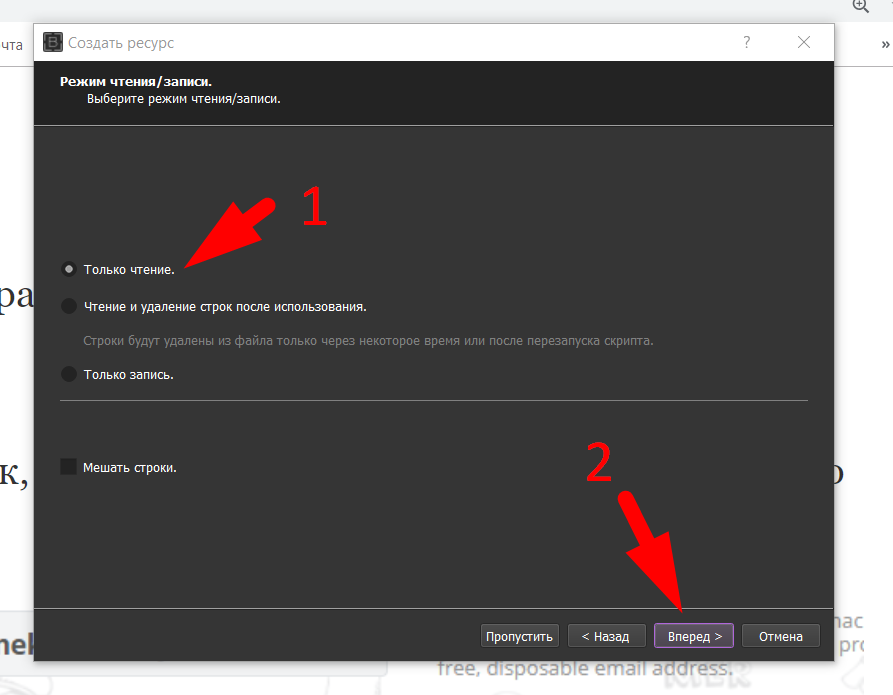 чта
Создать ресурс
?
»
Режим чтения/записи.
Выберите режим чтения/записи.
1
Только чтение.
ра
Чтение и удаление строк после использования.
Строки будут удалены из файла только через некоторое время или после перезапуска скрипта.
Только запись.
к,
о
Мешать строки.
2
Пропустить
< Назад
Вперед >
Отмена
free, disposable email address.